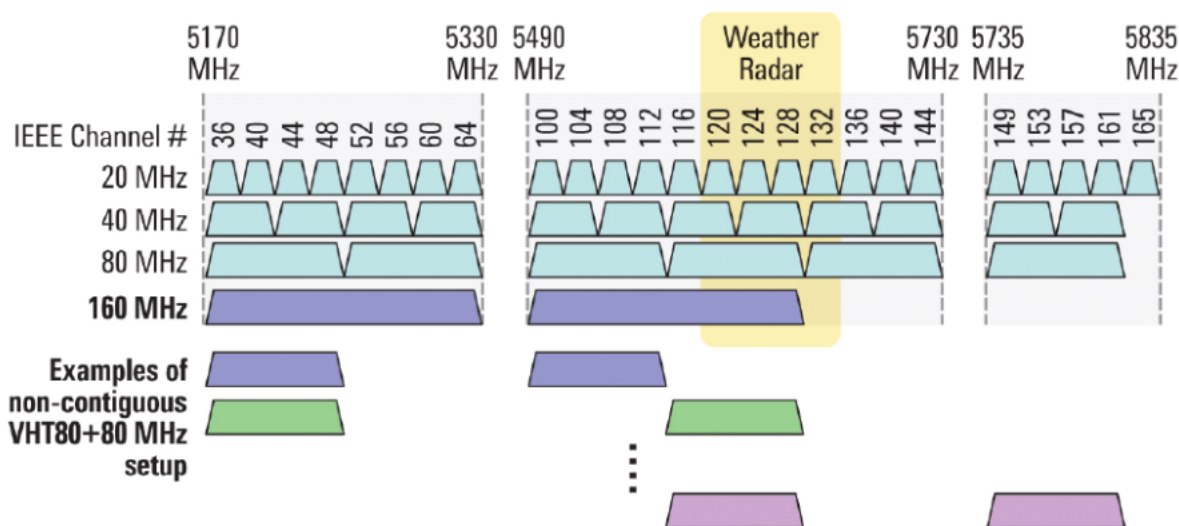 5170 MHz
5330 MHz
5490 MHz
Weather Radar
5730 MHz
5735 MHz
5835 MHz
IEEE Channel # 36 40 44 48 52 56 60 64 100 104 108 112 116 120 124 128 132 136 140 144 149 153 157 161 165
20 MHz
40 MHz
80 MHz
160 MHz
Examples of
non-contiguous
VHT80+80 MHz
setup